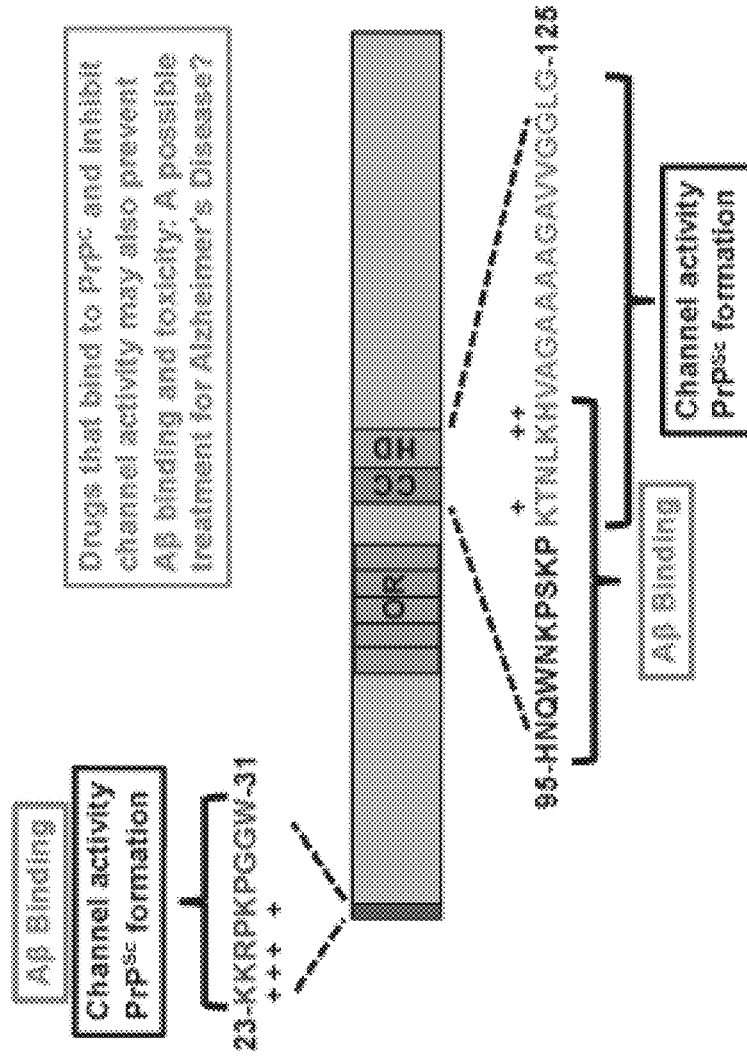 Aβ Binding
Channel activity
PrPSc formation
23-KKRPKPGGW-31
+++ +
Drugs that bind to PrPC and inhibit
channel activity may also prevent
Aβ binding and toxicity: A possible
treatment for Alzheimer's Disease?
OR
CC
HD
95-HNQWNKPSKP KTNLKHVAGAAAAGAVVGGLG-125
+ ++
Aβ Binding
Channel activity
PrPSc formation